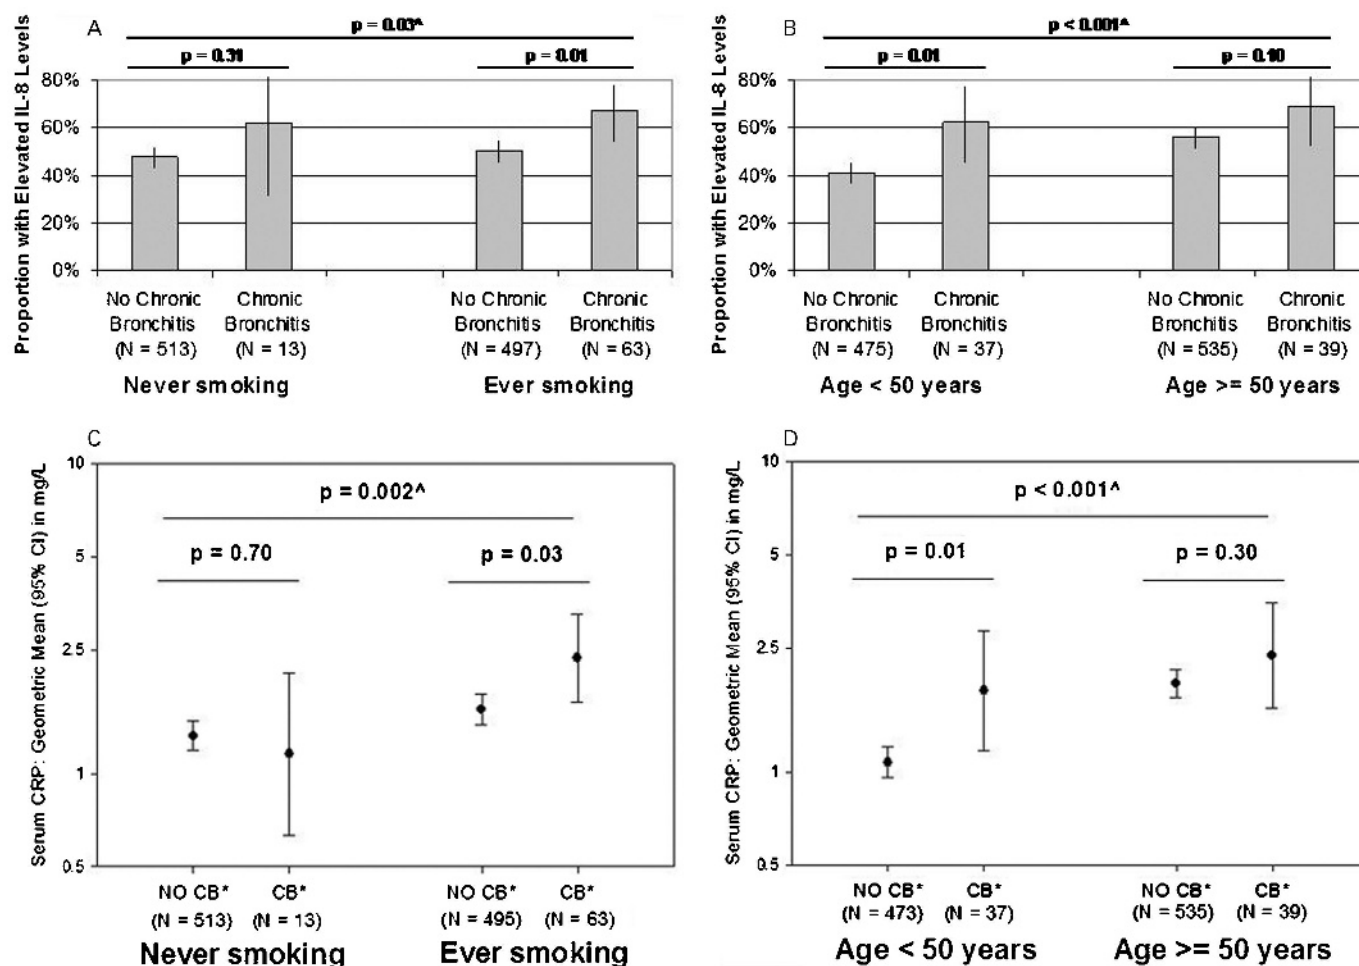 A
p = 0.03^
p = 0.31
p = 0.01
Proportion with Elevated IL-8 Levels
80%
60%
40%
20%
0%
No Chronic Bronchitis (N = 513)
Chronic Bronchitis (N = 13)
No Chronic Bronchitis (N = 497)
Chronic Bronchitis (N = 63)
Never smoking
Ever smoking
B
p < 0.001^
p = 0.01
p = 0.10
Proportion with Elevated IL-8 Levels
80%
60%
40%
20%
0%
No Chronic Bronchitis (N = 475)
Chronic Bronchitis (N = 37)
No Chronic Bronchitis (N = 535)
Chronic Bronchitis (N = 39)
Age < 50 years
Age >= 50 years
C
Serum CRP: Geometric Mean (95% CI) in mg/L
10
5
2.5
1
0.5
p = 0.002^
p = 0.70
p = 0.03
NO CB*
(N = 513)
CB*
(N = 13)
NO CB*
(N = 495)
CB*
(N = 63)
Never smoking
Ever smoking
D
Serum CRP: Geometric Mean (95% CI) in mg/L
10
5
2.5
1
0.5
p < 0.001^
p = 0.01
p = 0.30
NO CB*
(N = 473)
CB*
(N = 37)
NO CB*
(N = 535)
CB*
(N = 39)
Age < 50 years
Age >= 50 years